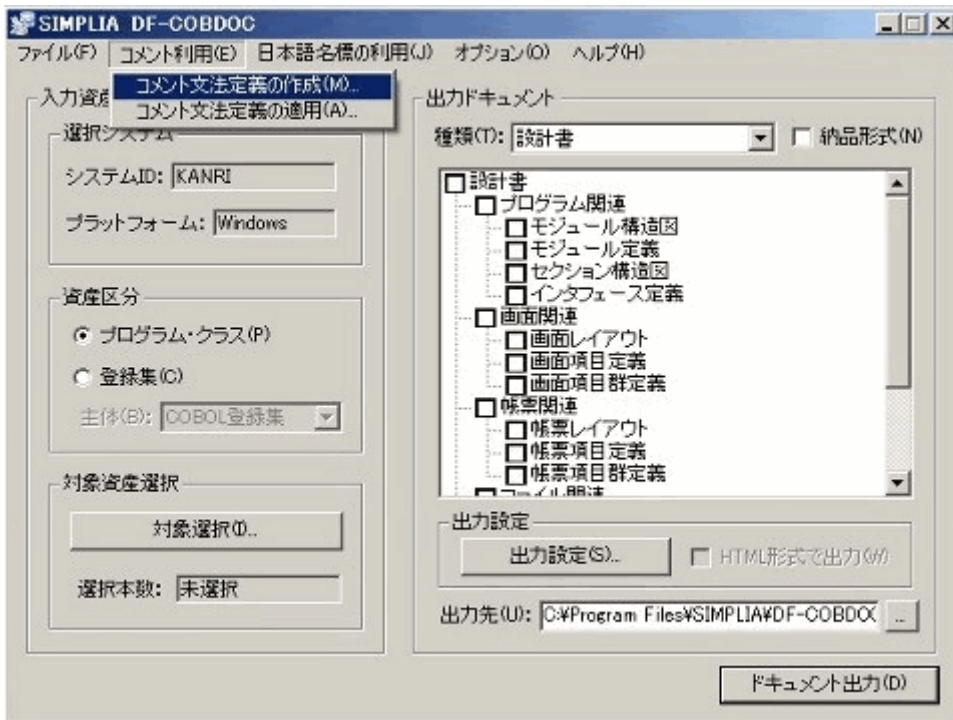 SIMPLIA DF-COBDOC
ファイル(F) コメント利用(E) 日本語名標の利用(J) オプション(O) ヘルプ(H)
コメント文法定義の作成(M)...
コメント文法定義の適用(A)...
入力資産
選択システム
システムID: KANRI
プラットフォーム: Windows
資産区分
プログラム・クラス(P)
登録集(C)
主体(B): COBOL登録集
対象資産選択
対象選択(I)...
選択本数: 未選択
出力ドキュメント
種類(T): 設計書 納品形式(N)
設計書
プログラム関連
モジュール構造図
モジュール定義
セクション構造図
インタフェース定義
画面関連
画面レイアウト
画面項目定義
画面項目群定義
帳票関連
帳票レイアウト
帳票項目定義
帳票項目群定義
ファイル関連
出力設定
出力設定(S)... HTML形式で出力(W)
出力先(U): C:¥Program Files¥SIMPLIA¥DF-COBDOC ...
ドキュメント出力(D)